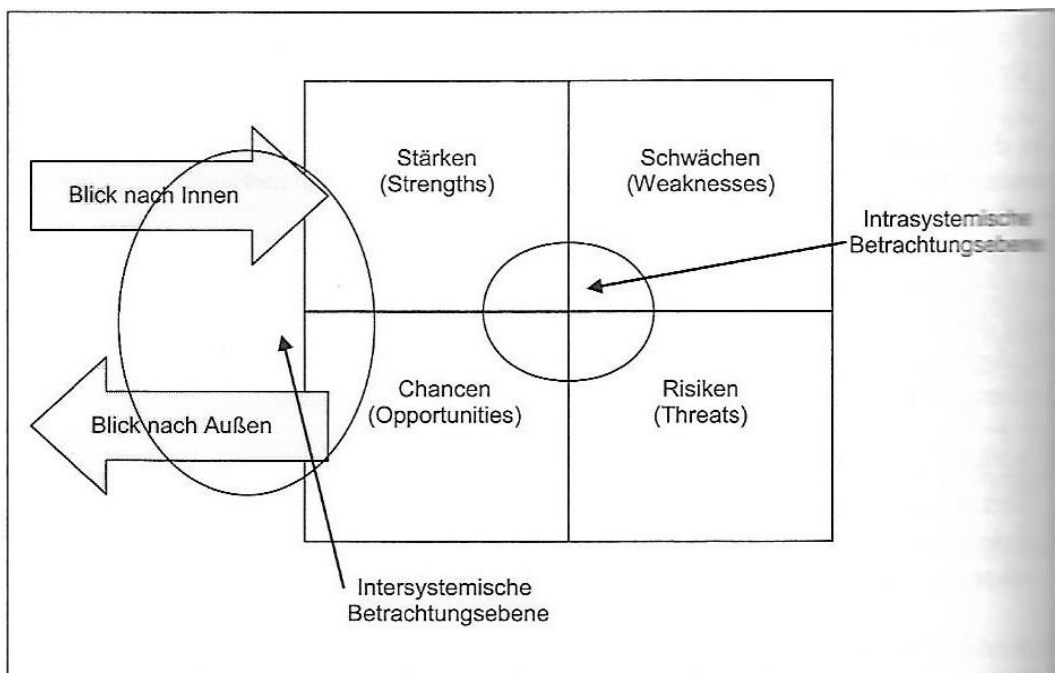 Stärken
(Strengths)
Schwächen
(Weaknesses)
Blick nach Innen
Intrasystemische
Betrachtungsebene
Chancen
(Opportunities)
Risiken
(Threats)
Blick nach Außen
Intersystemische
Betrachtungsebene